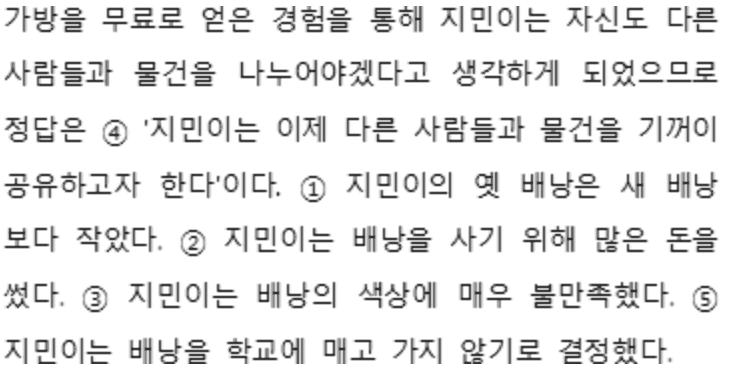 가방을 무료로 얻은 경험을 통해 지민이는 자신도 다른
사람들과 물건을 나누어야겠다고 생각하게 되었으므로
정답은 ④ '지민이는 이제 다른 사람들과 물건을 기꺼이
공유하고자 한다'이다. ① 지민이의 옛 배낭은 새 배낭
보다 작았다. ② 지민이는 배낭을 사기 위해 많은 돈을
썼다. ③ 지민이는 배낭의 색상에 매우 불만족했다. ⑤
지민이는 배낭을 학교에 매고 가지 않기로 결정했다.